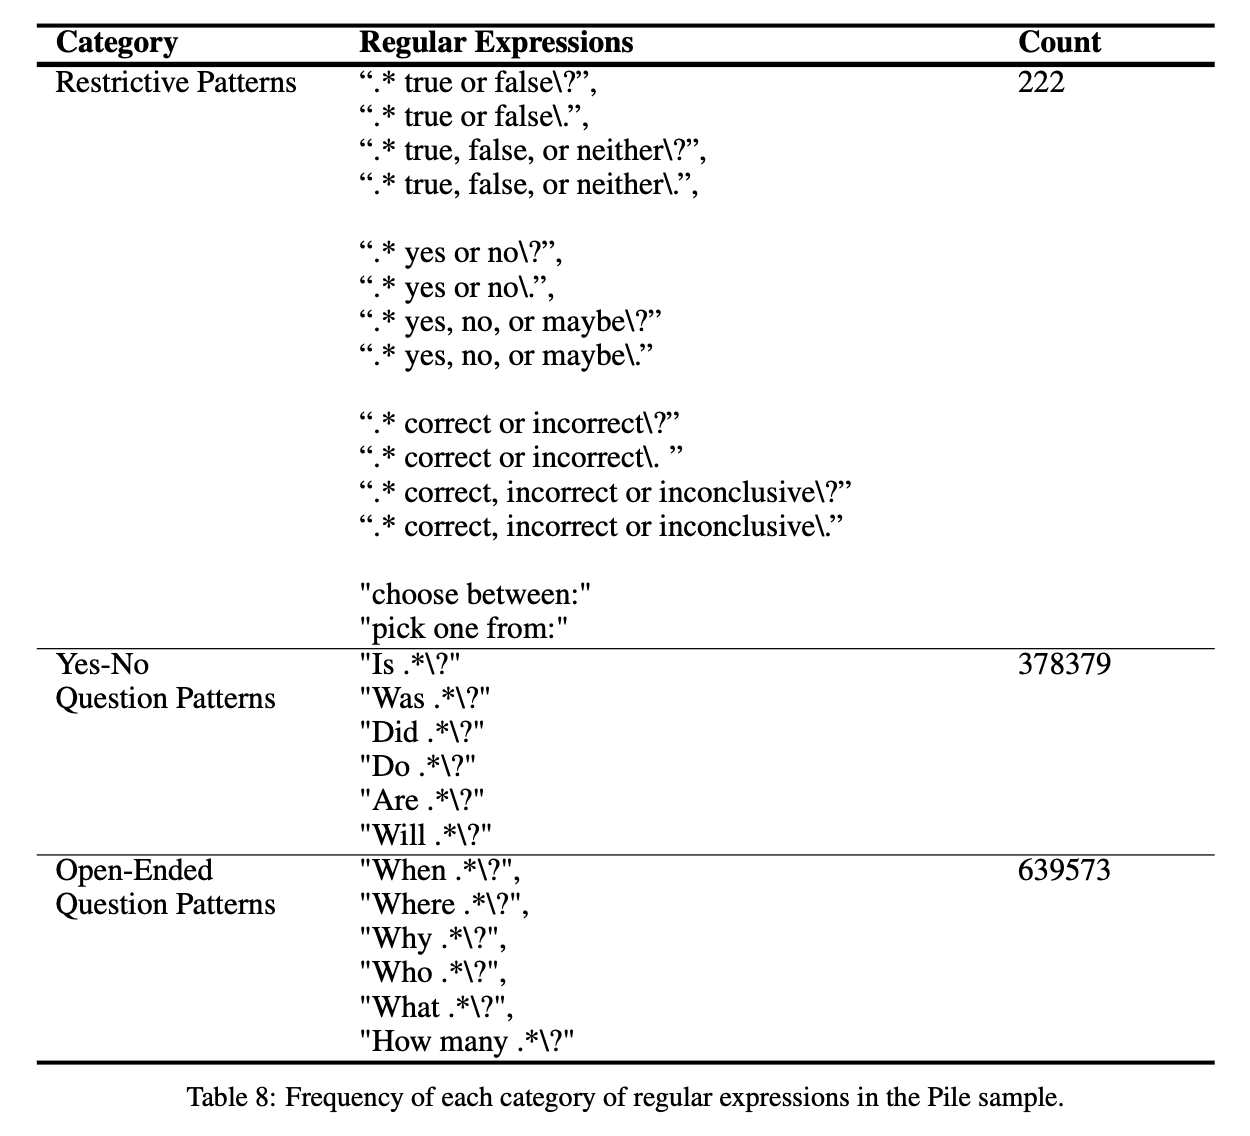 Category Regular Expressions Count
Restrictive Patterns “.* true or false\?”, 222
“.* true or false\.”,
“.* true, false, or neither\?”,
“.* true, false, or neither\.”,
“.* yes or no\?”,
“.* yes or no\.”,
“.* yes, no, or maybe\?”
“.* yes, no, or maybe\.”
“.* correct or incorrect\?”
“.* correct or incorrect\. ”
“.* correct, incorrect or inconclusive\?”
“.* correct, incorrect or inconclusive\.”
"choose between:"
"pick one from:"
Yes-No "Is .*\?" 378379
Question Patterns "Was .*\?"
"Did .*\?"
"Do .*\?"
"Are .*\?"
"Will .*\?"
Open-Ended "When .*\?", 639573
Question Patterns "Where .*\?",
"Why .*\?",
"Who .*\?",
"What .*\?",
"How many .*\?"
Table 8: Frequency of each category of regular expressions in the Pile sample.